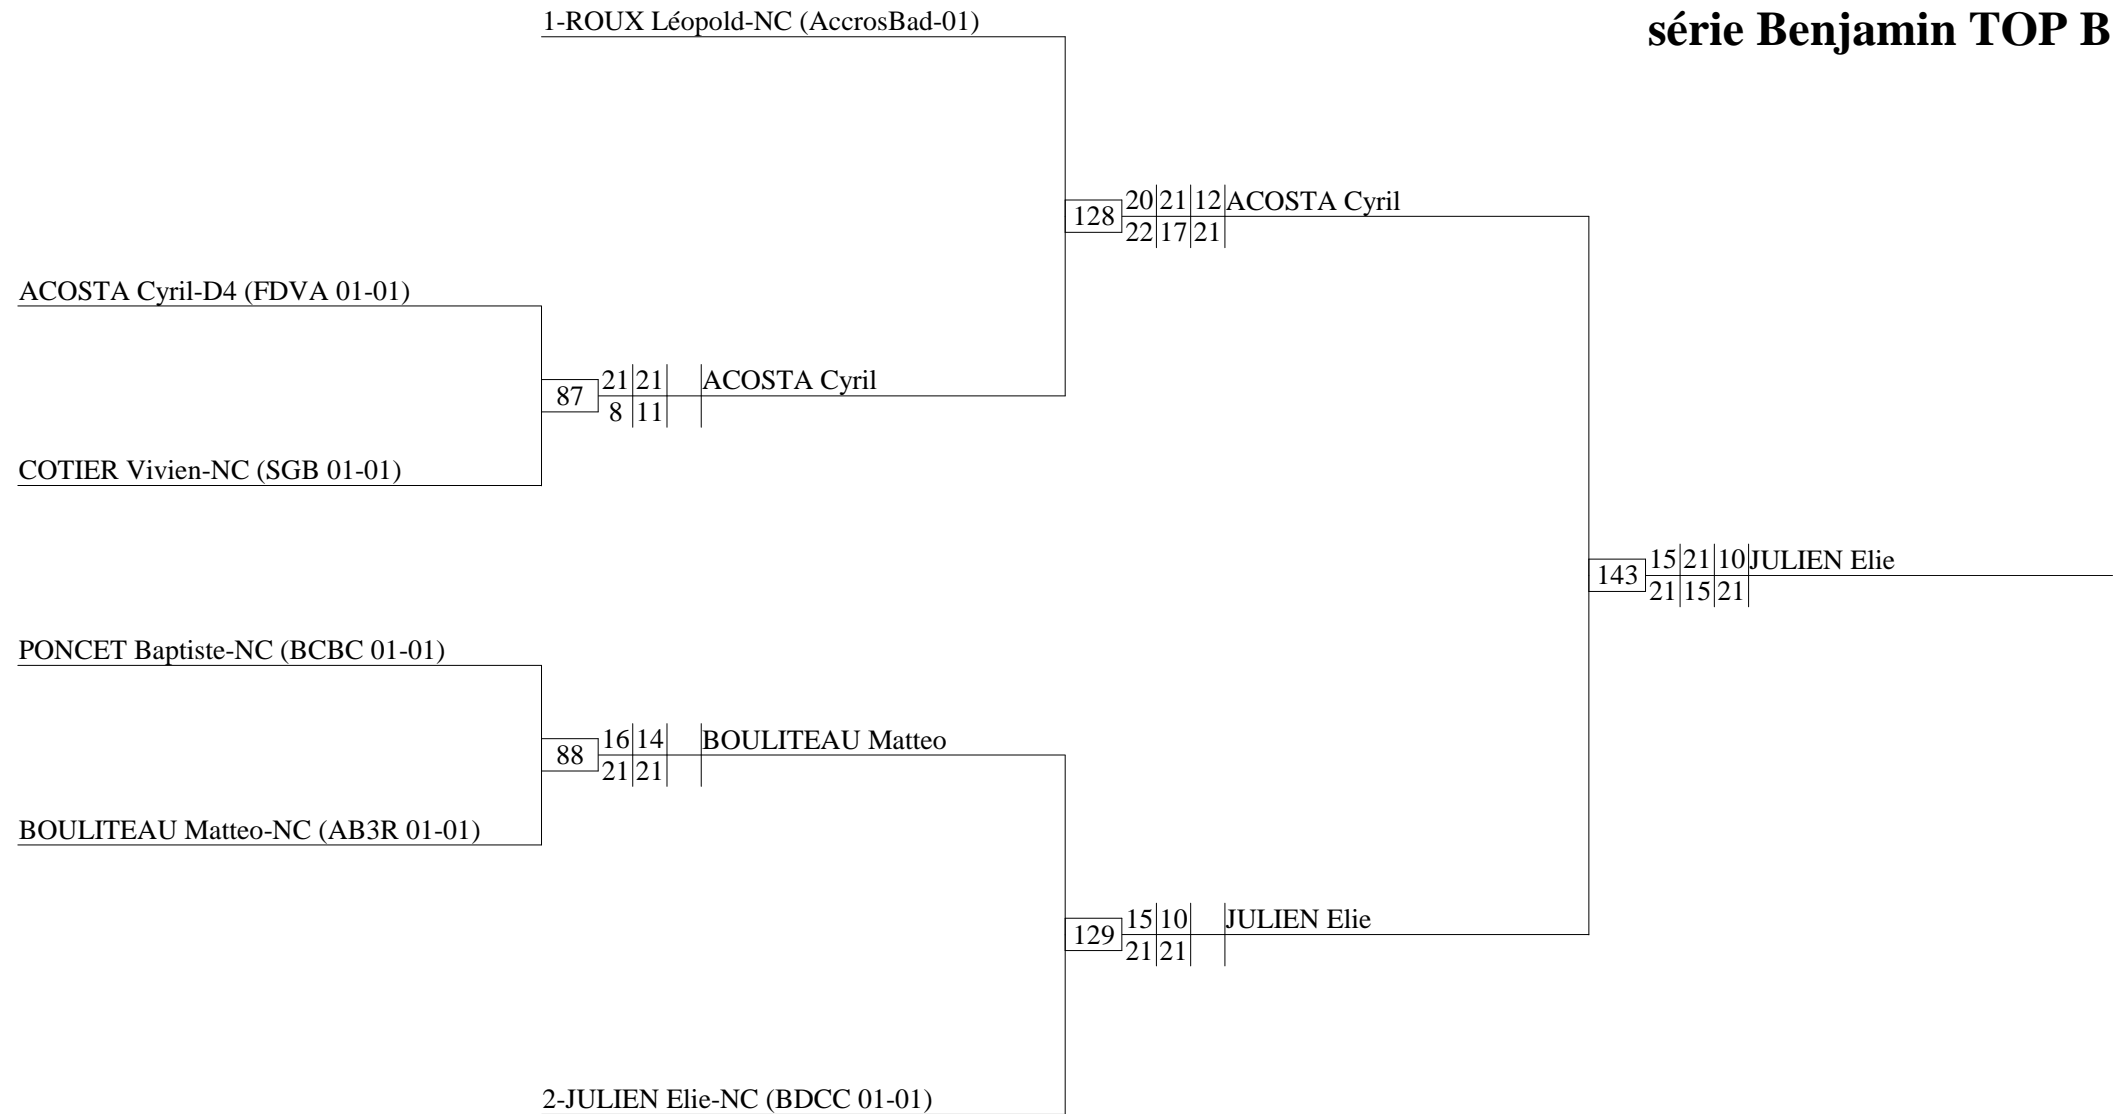 1-ROUX Léopold-NC (AccrosBad-01)
série Benjamin TOP B
128 20 21 12 ACOSTA Cyril
22 17 21
ACOSTA Cyril-D4 (FDVA 01-01)
87 21 21 ACOSTA Cyril
8 11
COTIER Vivien-NC (SGB 01-01)
143 15 21 10 JULIEN Elie
21 15 21
PONCET Baptiste-NC (BCBC 01-01)
88 16 14 BOULITEAU Matteo
21 21
BOULITEAU Matteo-NC (AB3R 01-01)
129 15 10 JULIEN Elie
21 21
2-JULIEN Elie-NC (BDCC 01-01)